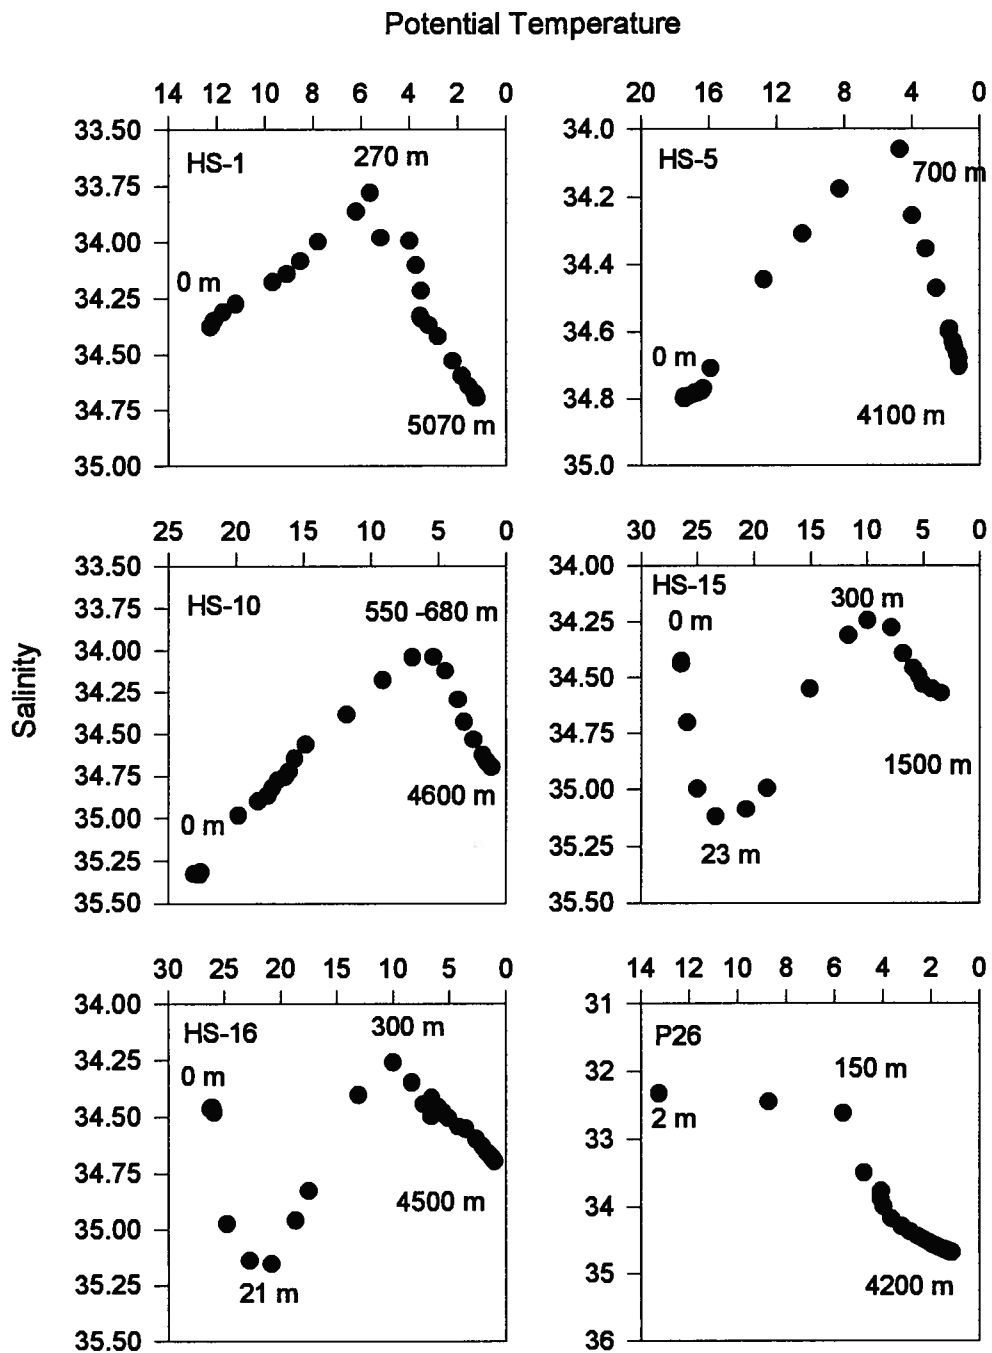 Potential Temperature
14 12 10 8 6 4 2 0
20 16 12 8 4 0
33.50
33.75
34.00
34.25
34.50
34.75
35.00
HS-1
270 m
0 m
5070 m
34.0
34.2
34.4
34.6
34.8
35.0
HS-5
700 m
0 m
4100 m
25 20 15 10 5 0
30 25 20 15 10 5 0
Salinity
33.50
33.75
34.00
34.25
34.50
34.75
35.00
35.25
35.50
HS-10
550 -680 m
0 m
4600 m
34.00
34.25
34.50
34.75
35.00
35.25
35.50
HS-15
0 m
300 m
1500 m
23 m
30 25 20 15 10 5 0
14 12 10 8 6 4 2 0
34.00
34.25
34.50
34.75
35.00
35.25
35.50
HS-16
0 m
300 m
4500 m
21 m
31
32
33
34
35
36
P26
150 m
2 m
4200 m